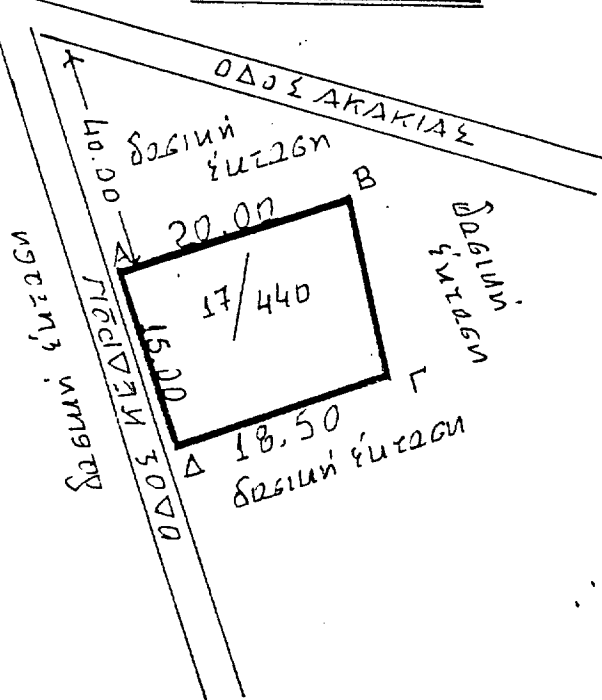 ΟΔΟΣ ΑΚΑΚΙΑΣ
40.00
δασική
έκταση
Β
20.00
Α
17/440
δασική
έκταση
15.00
δασική έκταση
Γ
18.50
Δ
δασική έκταση
ΟΔΟΣ